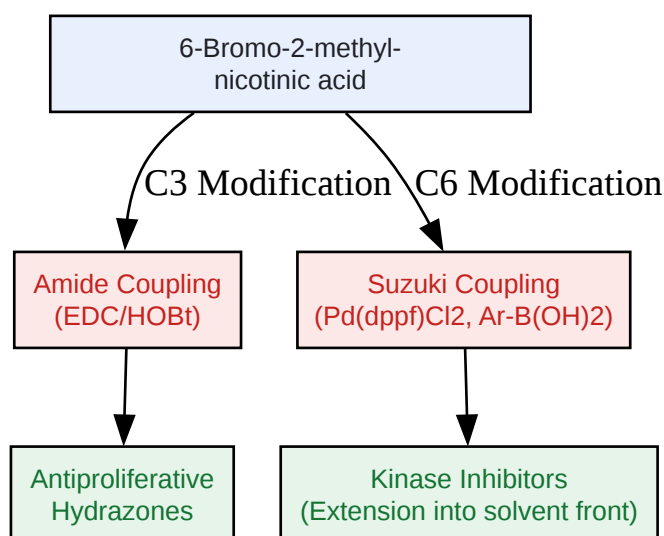 6-Bromo-2-methyl-
nicotinic acid
C3 Modification
C6 Modification
Amide Coupling
(EDC/HOBt)
Suzuki Coupling
(Pd(dppf)Cl2, Ar-B(OH)2)
Antiproliferative
Hydrazones
Kinase Inhibitors
(Extension into solvent front)